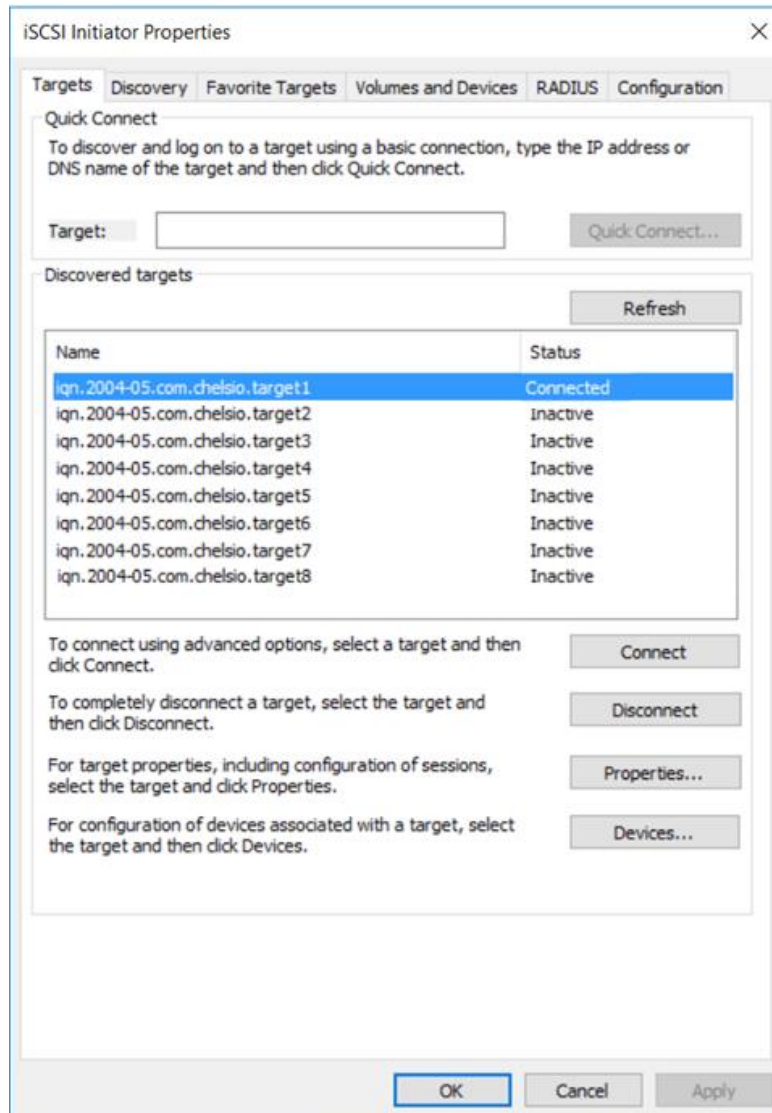 iSCSI Initiator Properties
Targets Discovery Favorite Targets Volumes and Devices RADIUS Configuration
Quick Connect
To discover and log on to a target using a basic connection, type the IP address or
DNS name of the target and then click Quick Connect.
Target: Quick Connect...
Discovered targets
Refresh
Name Status
iqn.2004-05.com.chelsio.target1 Connected
iqn.2004-05.com.chelsio.target2 Inactive
iqn.2004-05.com.chelsio.target3 Inactive
iqn.2004-05.com.chelsio.target4 Inactive
iqn.2004-05.com.chelsio.target5 Inactive
iqn.2004-05.com.chelsio.target6 Inactive
iqn.2004-05.com.chelsio.target7 Inactive
iqn.2004-05.com.chelsio.target8 Inactive
To connect using advanced options, select a target and then
click Connect.
Connect
To completely disconnect a target, select the target and
then click Disconnect.
Disconnect
For target properties, including configuration of sessions,
select the target and click Properties.
Properties...
For configuration of devices associated with a target, select
the target and then click Devices.
Devices...
OK Cancel Apply